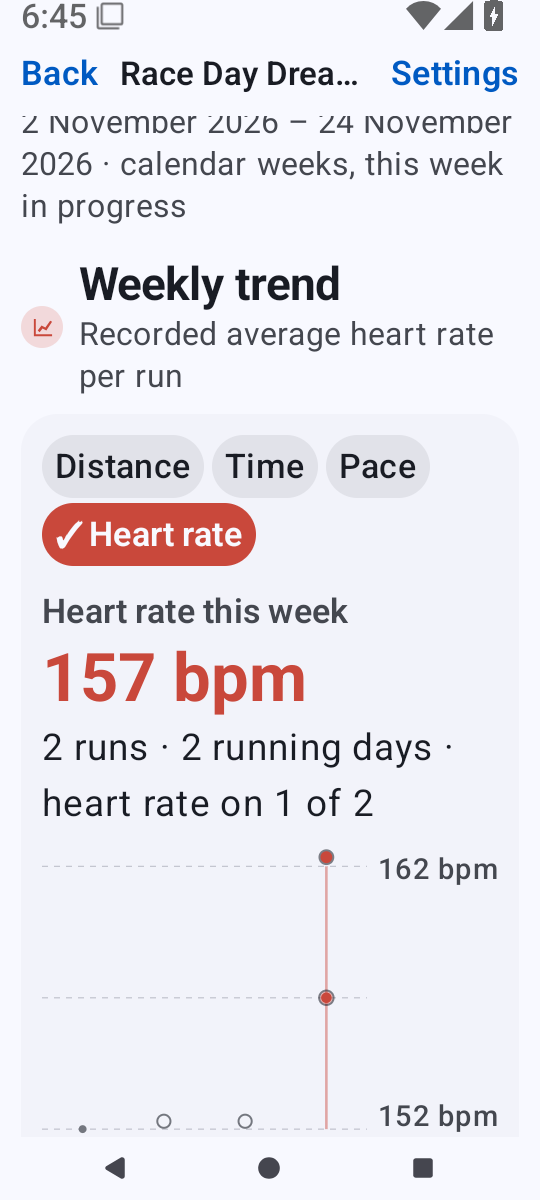 6:45
Back Race Day Drea… Settings
2 November 2026 – 24 November
2026 · calendar weeks, this week
in progress
Weekly trend
Recorded average heart rate
per run
Distance Time Pace
✓ Heart rate
Heart rate this week
157 bpm
2 runs · 2 running days ·
heart rate on 1 of 2
162 bpm
152 bpm